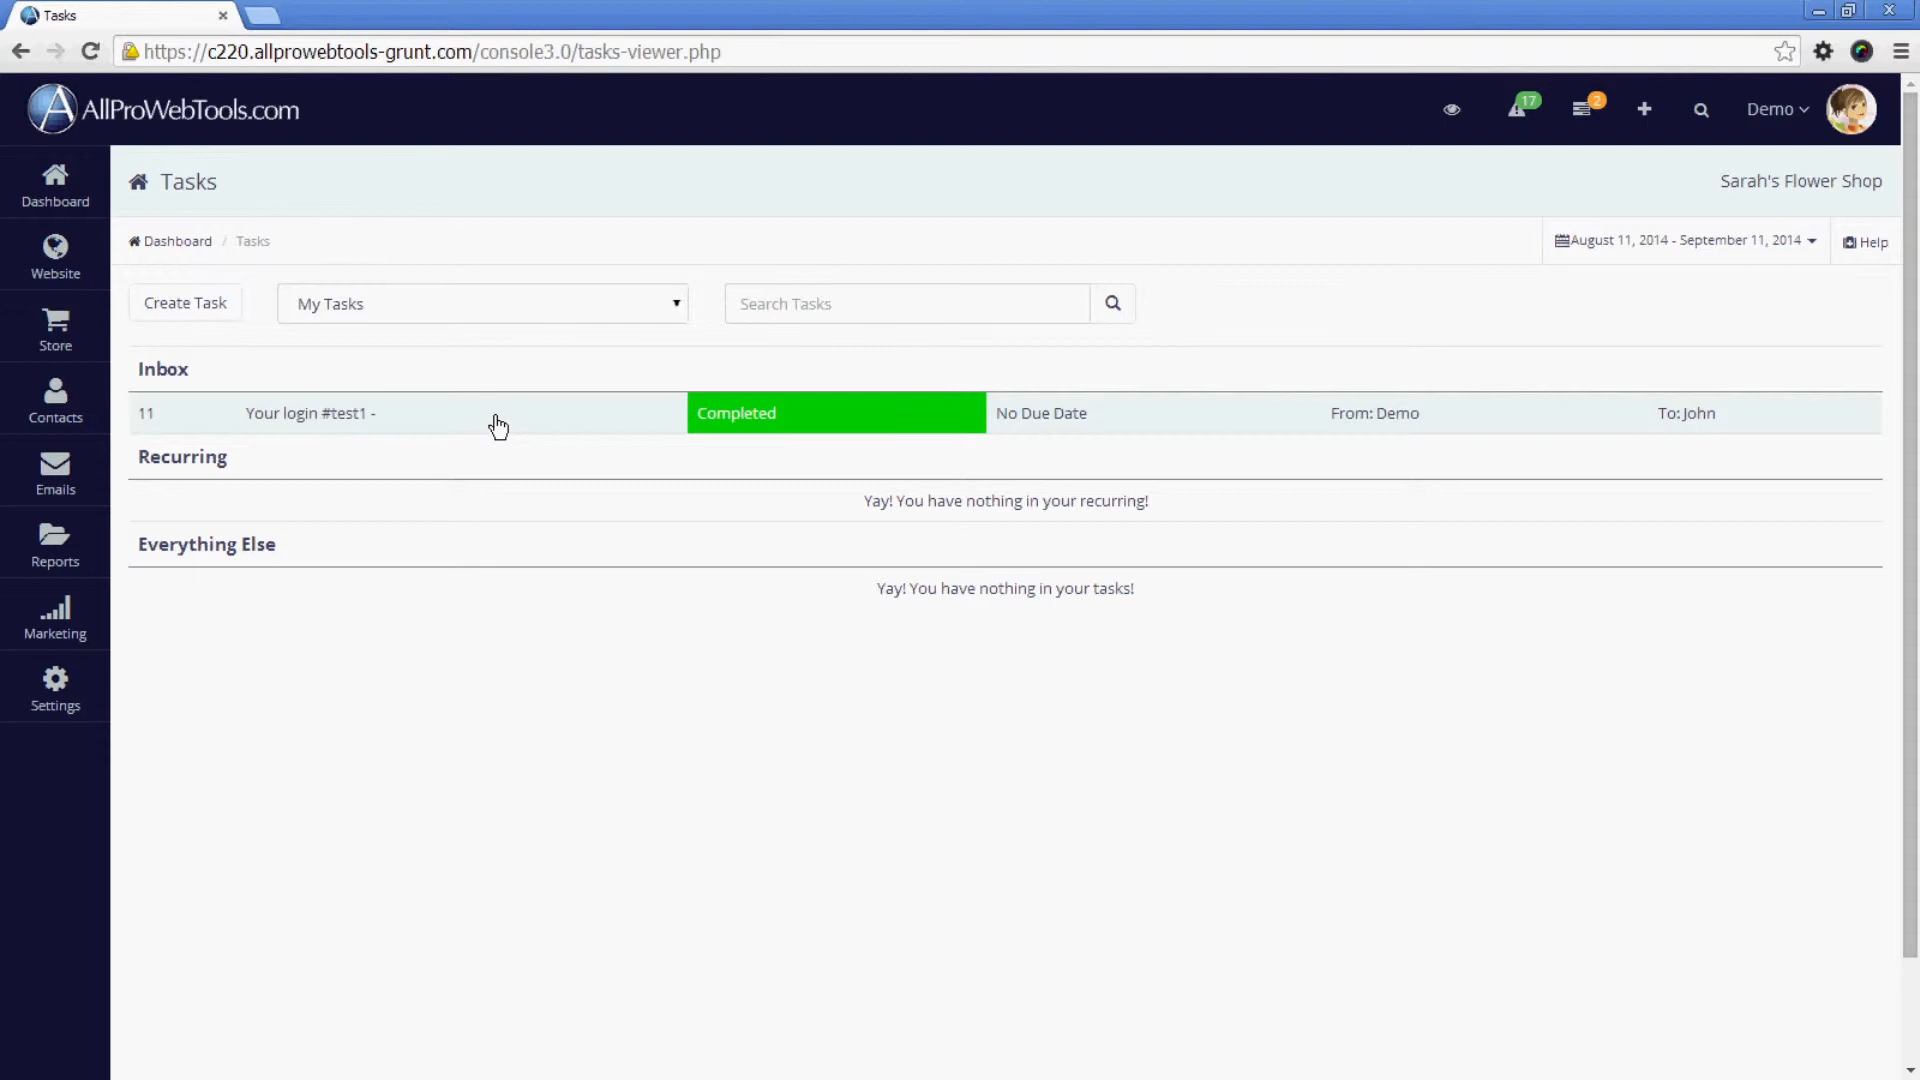 Tasks
https://c220.allprowebtools-grunt.com/console3.0/tasks-viewer.php
AllProWebTools.com
17
2
Demo
Dashboard
Website
Store
Contacts
Emails
Reports
Marketing
Settings
Tasks
Sarah's Flower Shop
Dashboard / Tasks
August 11, 2014 - September 11, 2014
Help
Create Task
My Tasks
Search Tasks
Inbox
11 Your login #test1 - Completed No Due Date From: Demo To: John
Recurring
Yay! You have nothing in your recurring!
Everything Else
Yay! You have nothing in your tasks!